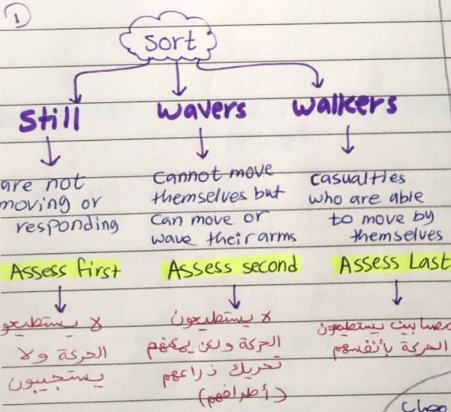 1
Sort
Still
Wavers
Walkers
are not
moving or
responding
Cannot move
themselves but
Can move or
wave their arms
casualties
who are able
to move by
themselves
Assess first
Assess second
Assess Last
لا يستطيعو
الحركة ولا
يستجيبون
لا يستطيعون
الحركة ولكن يمكنهم
تحريك ذراعهم
(أطرافهم)
مصابين يستطيعون
الحركة بأنفسهم